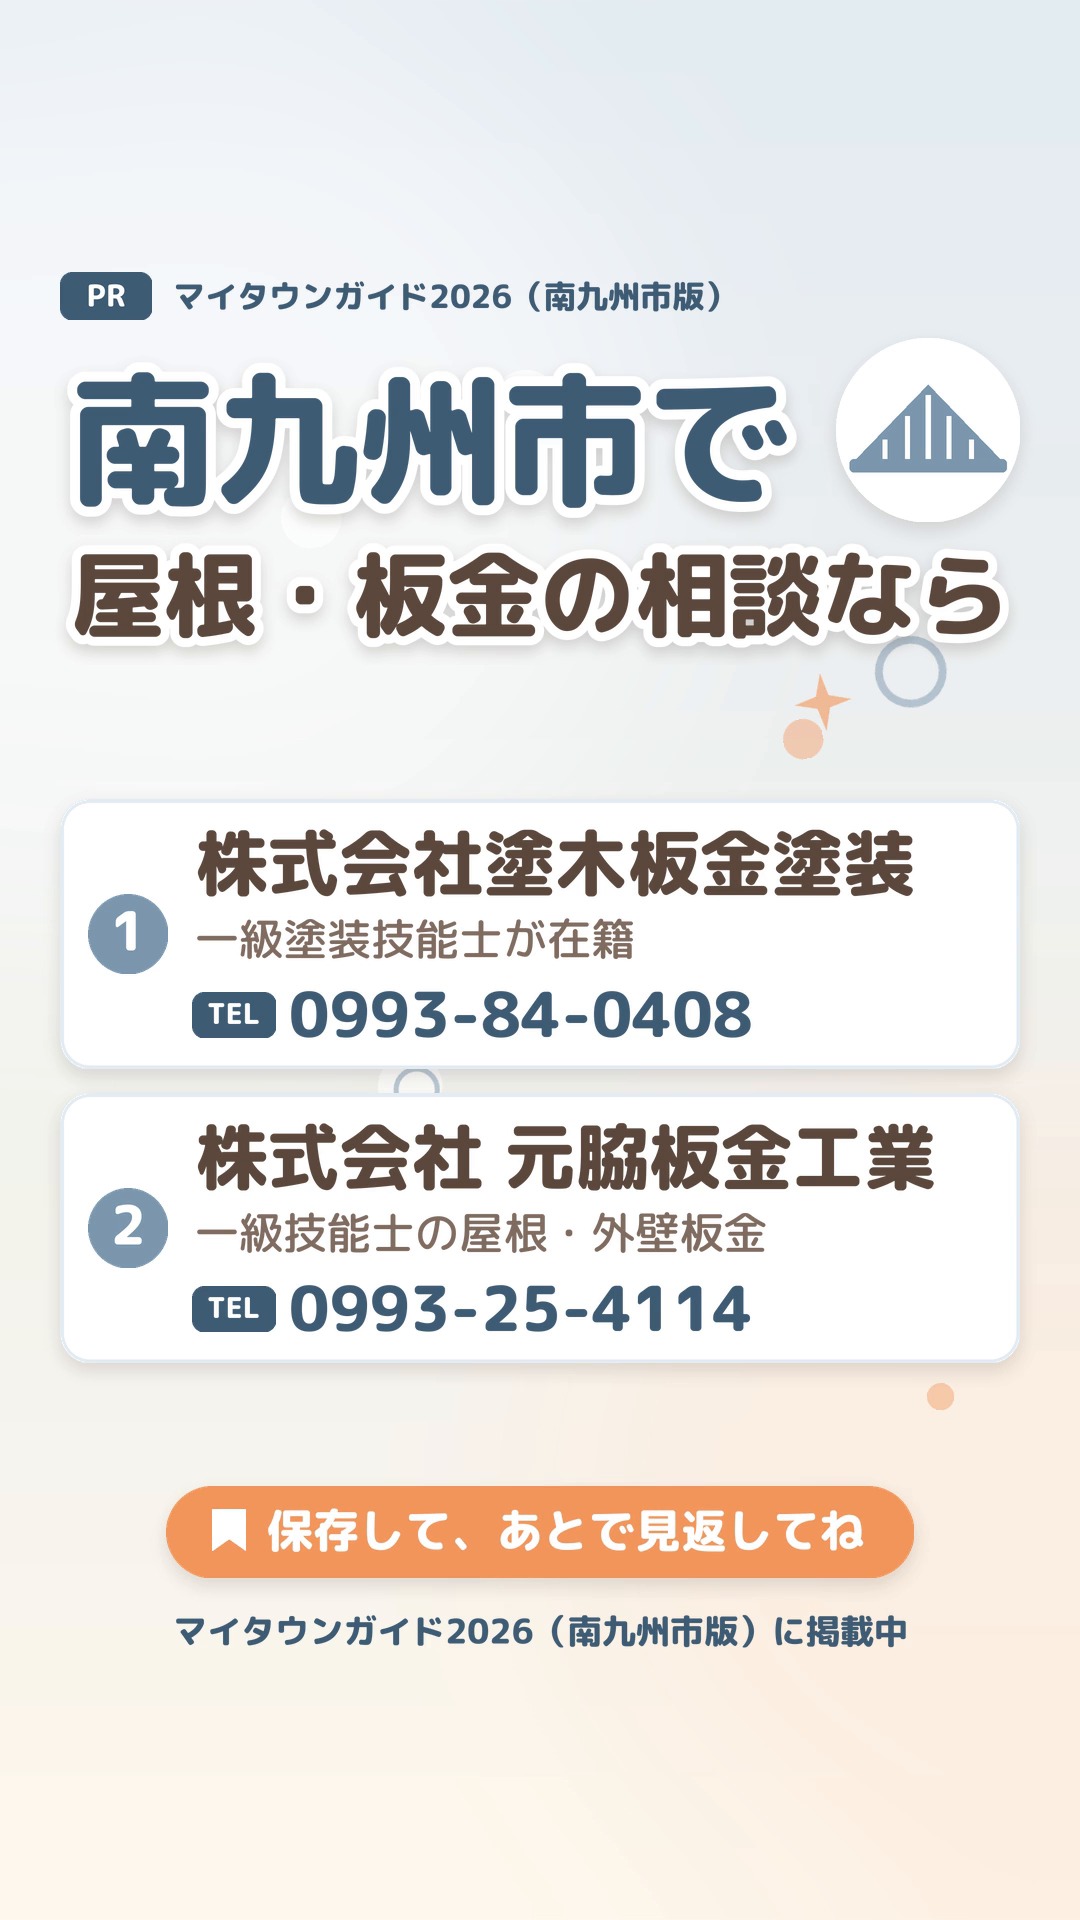 PR マイタウンガイド2026（南九州市版）
南九州市で
屋根・板金の相談なら
1
株式会社塗木板金塗装
一級塗装技能士が在籍
TEL 0993-84-0408
2
株式会社 元脇板金工業
一級技能士の屋根・外壁板金
TEL 0993-25-4114
保存して、あとで見返してね
マイタウンガイド2026（南九州市版）に掲載中